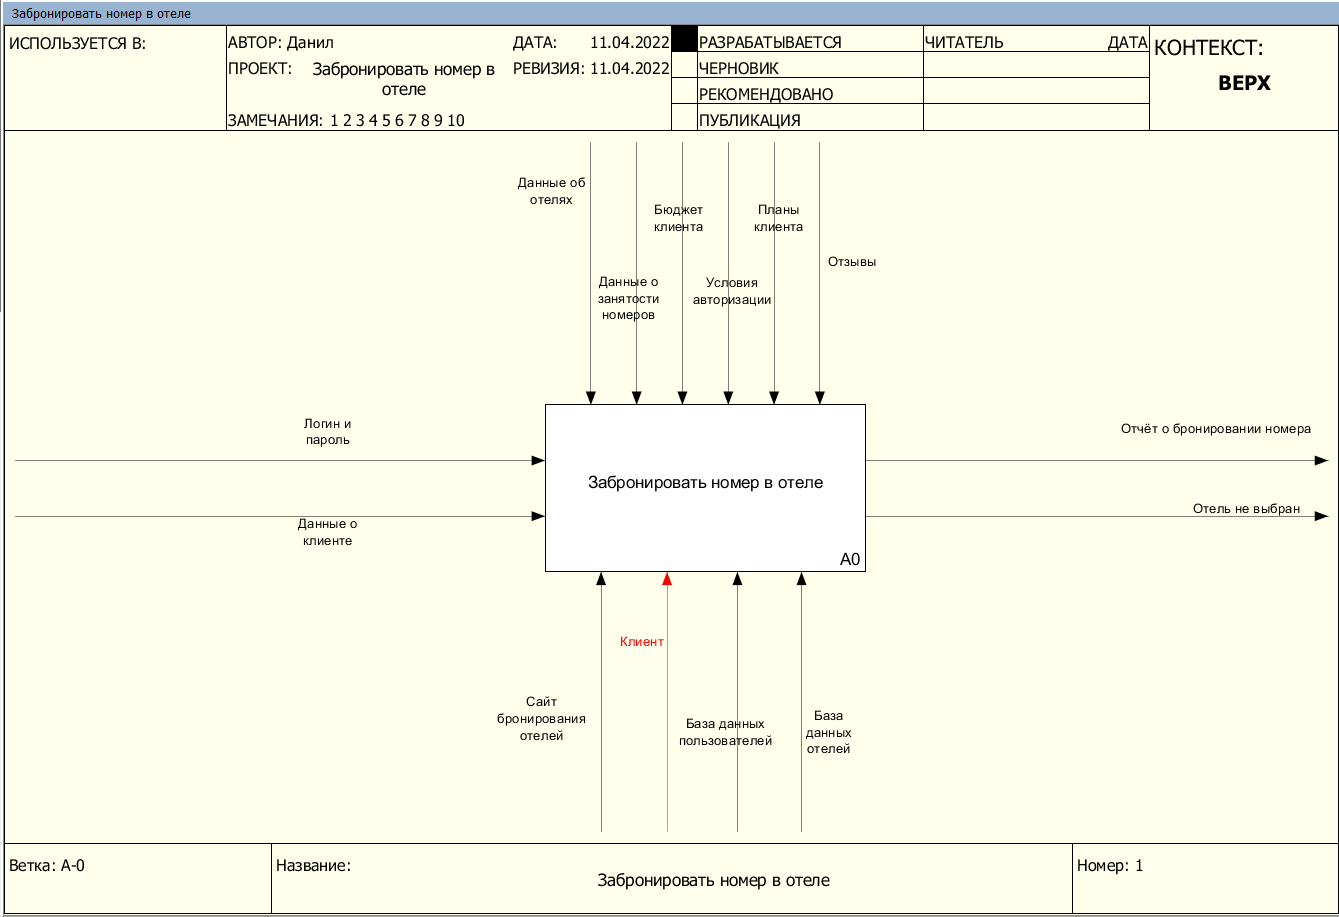 Забронировать номер в отеле
ИСПОЛЬЗУЕТСЯ В:
АВТОР: Данил
ДАТА: 11.04.2022
ПРОЕКТ: Забронировать номер в
отеле
РЕВИЗИЯ: 11.04.2022
ЗАМЕЧАНИЯ: 1 2 3 4 5 6 7 8 9 10
РАЗРАБАТЫВАЕТСЯ
ЧЕРНОВИК
РЕКОМЕНДОВАНО
ПУБЛИКАЦИЯ
ЧИТАТЕЛЬ ДАТА
КОНТЕКСТ:
ВЕРХ
Данные об
отелях
Бюджет
клиента
Планы
клиента
Отзывы
Данные о
занятости
номеров
Условия
авторизации
Логин и
пароль
Отчёт о бронировании номера
Забронировать номер в отеле
Отель не выбран
Данные о
клиенте
A0
Клиент
Сайт
бронирования
отелей
База данных
пользователей
База
данных
отелей
Ветка: A-0
Название:
Забронировать номер в отеле
Номер: 1